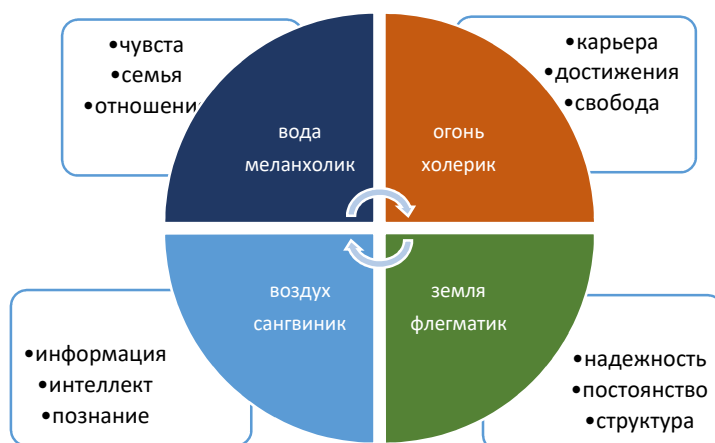 •чувста
•семья
•отношения
•карьера
•достижения
•свобода
вода
меланхолик
огонь
холерик
воздух
сангвиник
земля
флегматик
•информация
•интеллект
•познание
•надежность
•постоянство
•структура